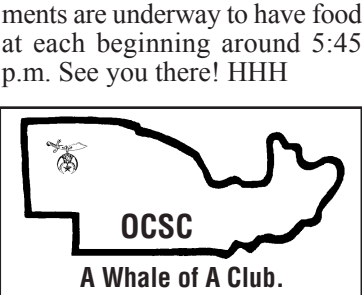 ments are underway to have food
at each beginning around 5:45
p.m. See you there! HHH
OCSC
A Whale of A Club.